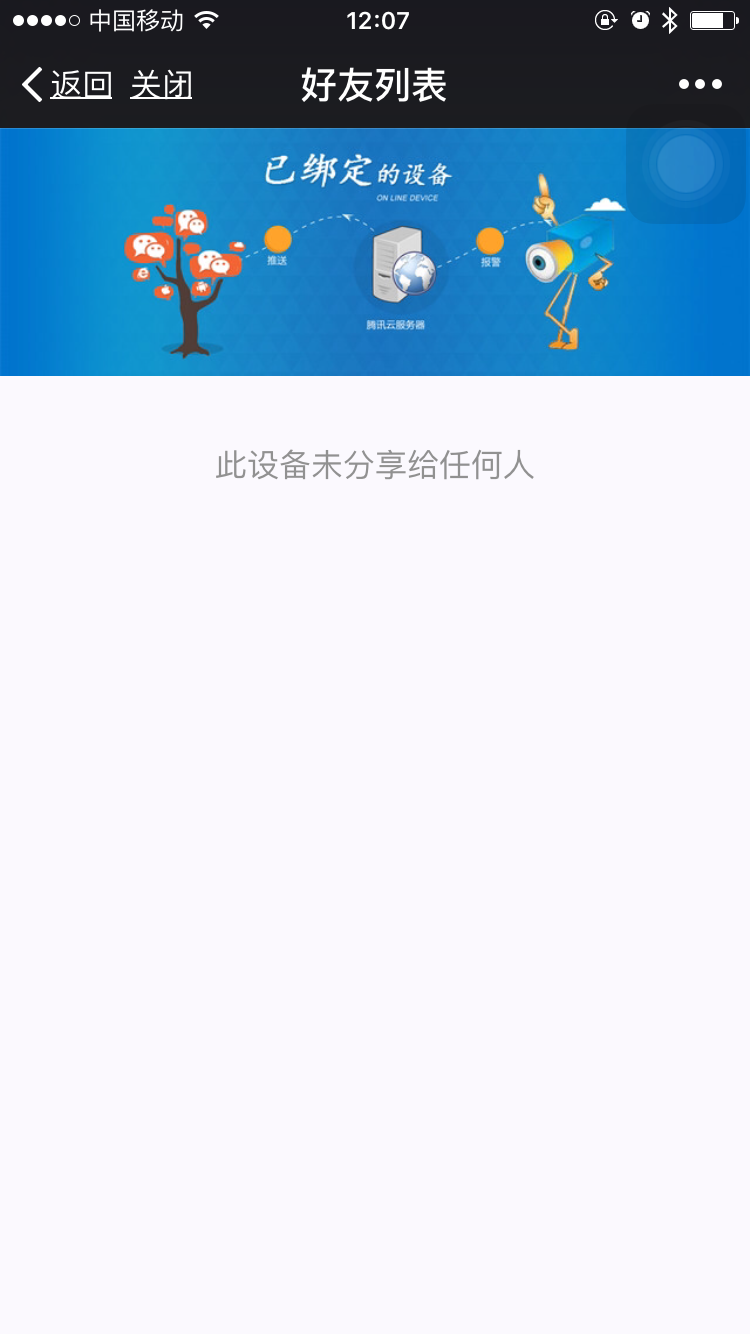 中国移动 12:07
返回 关闭 好友列表
已绑定的设备
ON LINE DEVICE
推送
报警
腾讯云服务器
此设备未分享给任何人